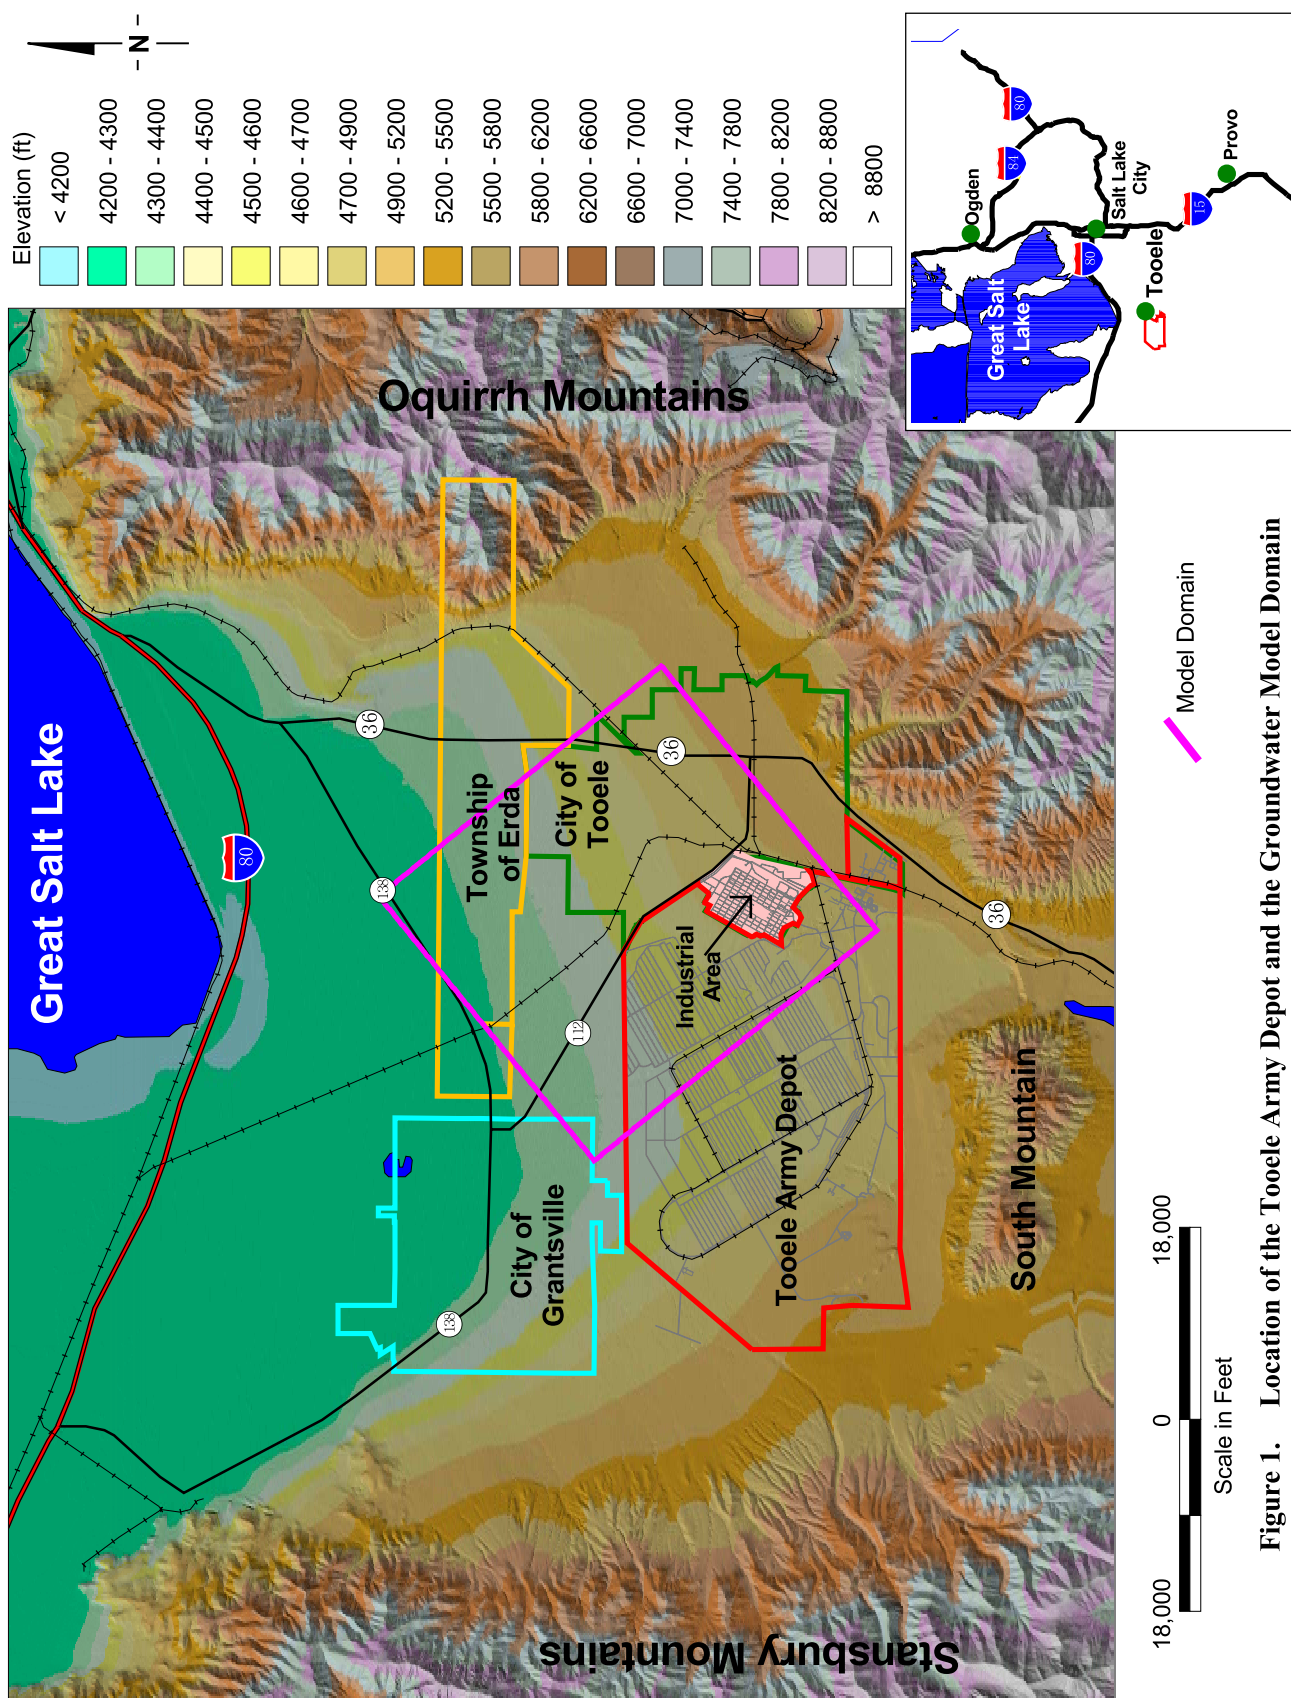 Great Salt Lake
80
138
36
Oquirrh Mountains
Township
of Erda
City of
Tooele
112
36
City of
Grantsville
138
Industrial
Area
Tooele Army Depot
36
South Mountain
Stansbury
Mountains
- N -
Elevation (ft)
< 4200
4200 - 4300
4300 - 4400
4400 - 4500
4500 - 4600
4600 - 4700
4700 - 4900
4900 - 5200
5200 - 5500
5500 - 5800
5800 - 6200
6200 - 6600
6600 - 7000
7000 - 7400
7400 - 7800
7800 - 8200
8200 - 8800
> 8800
Ogden
84
80
Great Salt
Lake
80
Salt Lake
City
Tooele
15
Provo
18,000
0
18,000
Scale in Feet
Model Domain
Figure 1. Location of the Tooele Army Depot and the Groundwater Model Domain